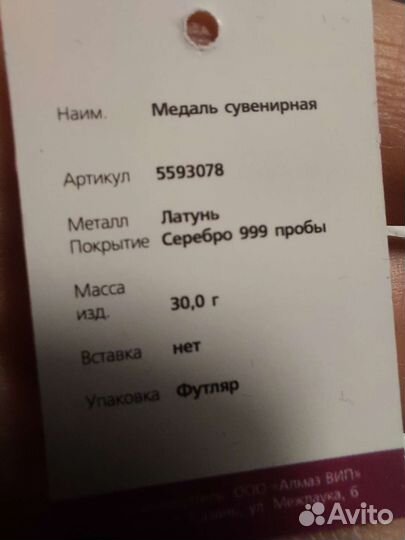 Наим. Медаль сувенирная
Артикул 5593078
Металл Латунь
Покрытие Серебро 999 пробы
Масса
изд. 30,0 г
Вставка нет
Упаковка Футляр
ООО «Алмаз ВИП»
ул. Межлаука, 6
Avito